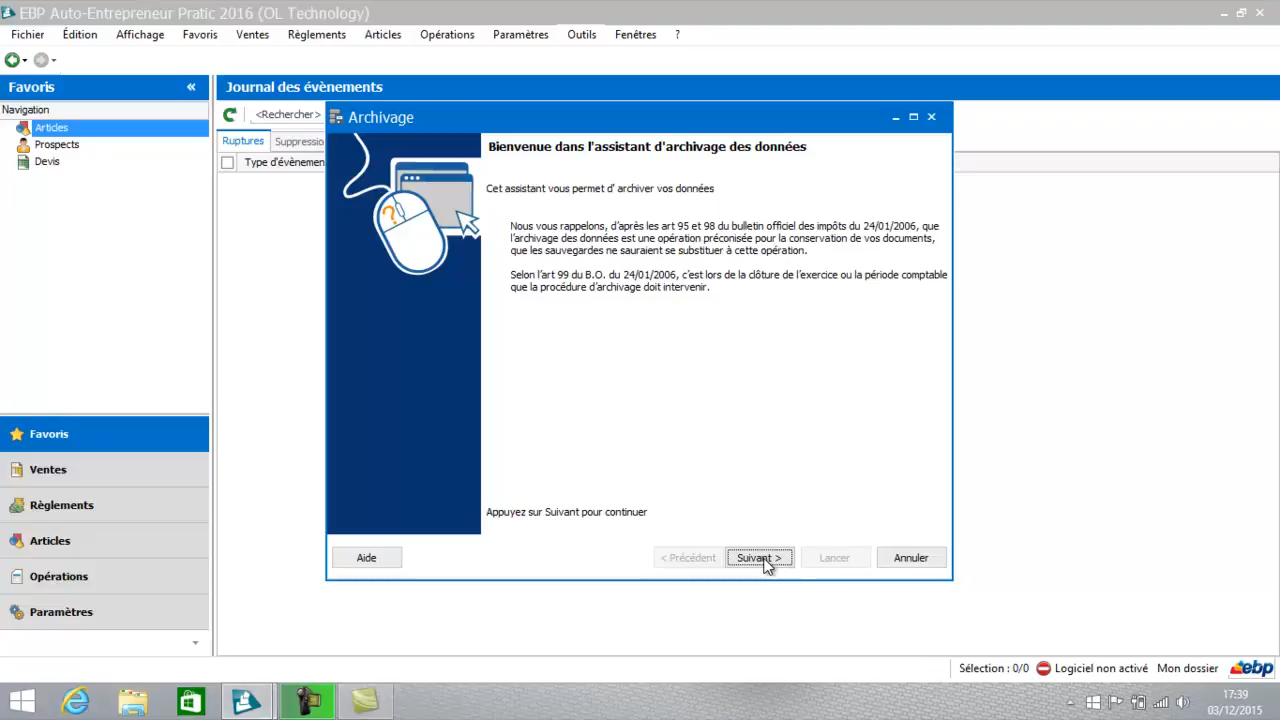 EBP Auto-Entrepreneur Pratic 2016 (OL Technology)
Fichier Édition Affichage Favoris Ventes Règlements Articles Opérations Paramètres Outils Fenêtres ?
Favoris «
Navigation
Articles
Prospects
Devis
Favoris
Ventes
Règlements
Articles
Opérations
Paramètres
Journal des évènements
<Rechercher>
Ruptures Suppressio
Type d'évènemen
Archivage
Bienvenue dans l'assistant d'archivage des données
Cet assistant vous permet d' archiver vos données
Nous vous rappelons, d'après les art 95 et 98 du bulletin officiel des impôts du 24/01/2006, que
l'archivage des données est une opération préconisée pour la conservation de vos documents,
que les sauvegardes ne sauraient se substituer à cette opération.
Selon l'art 99 du B.O. du 24/01/2006, c'est lors de la clôture de l'exercice ou la période comptable
que la procédure d'archivage doit intervenir.
Appuyez sur Suivant pour continuer
Aide < Précédent Suivant > Lancer Annuler
Sélection : 0/0 Logiciel non activé Mon dossier ebp
17:39
03/12/2015